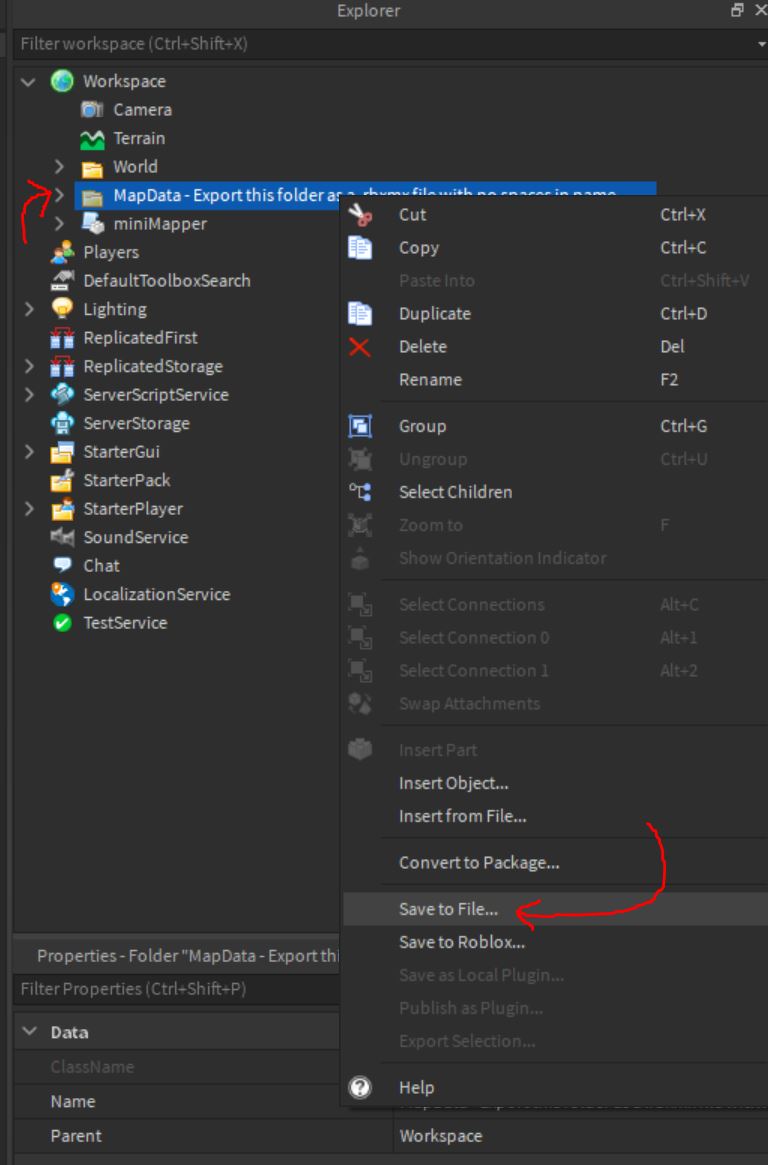 Explorer
Filter workspace (Ctrl+Shift+X)
Workspace
Camera
Terrain
World
MapData - Export this folder as a .rbxmx file with no spaces in name
miniMapper
Players
DefaultToolboxSearch
Lighting
ReplicatedFirst
ReplicatedStorage
ServerScriptService
ServerStorage
StarterGui
StarterPack
StarterPlayer
SoundService
Chat
LocalizationService
TestService
Cut Ctrl+X
Copy Ctrl+C
Paste Into Ctrl+Shift+V
Duplicate Ctrl+D
Delete Del
Rename F2
Group Ctrl+G
Ungroup Ctrl+U
Select Children
Zoom to F
Show Orientation Indicator
Select Connections Alt+C
Select Connection 0 Alt+1
Select Connection 1 Alt+2
Swap Attachments
Insert Part
Insert Object...
Insert from File...
Convert to Package...
Save to File...
Save to Roblox...
Save as Local Plugin...
Publish as Plugin...
Export Selection...
Help
Properties - Folder "MapData - Export thi
Filter Properties (Ctrl+Shift+P)
Data
ClassName
Name
Parent Workspace